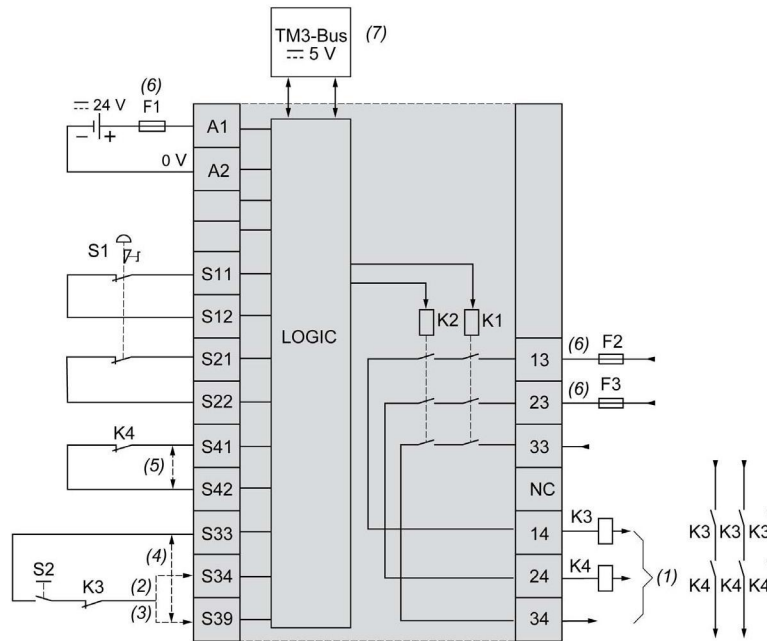 TM3-Bus
5 V
(7)
(6)
24 V
F1
− +
0 V
A1
A2
S1
S11
S12
S21
S22
K4
S41
(5)
S42
S33
(4)
S2
K3
(2)
S34
(3)
S39
LOGIC
K2
K1
13
(6)
F2
23
(6)
F3
33
NC
14
K3
24
K4
34
(1)
K3 K3 K3
K4 K4 K4